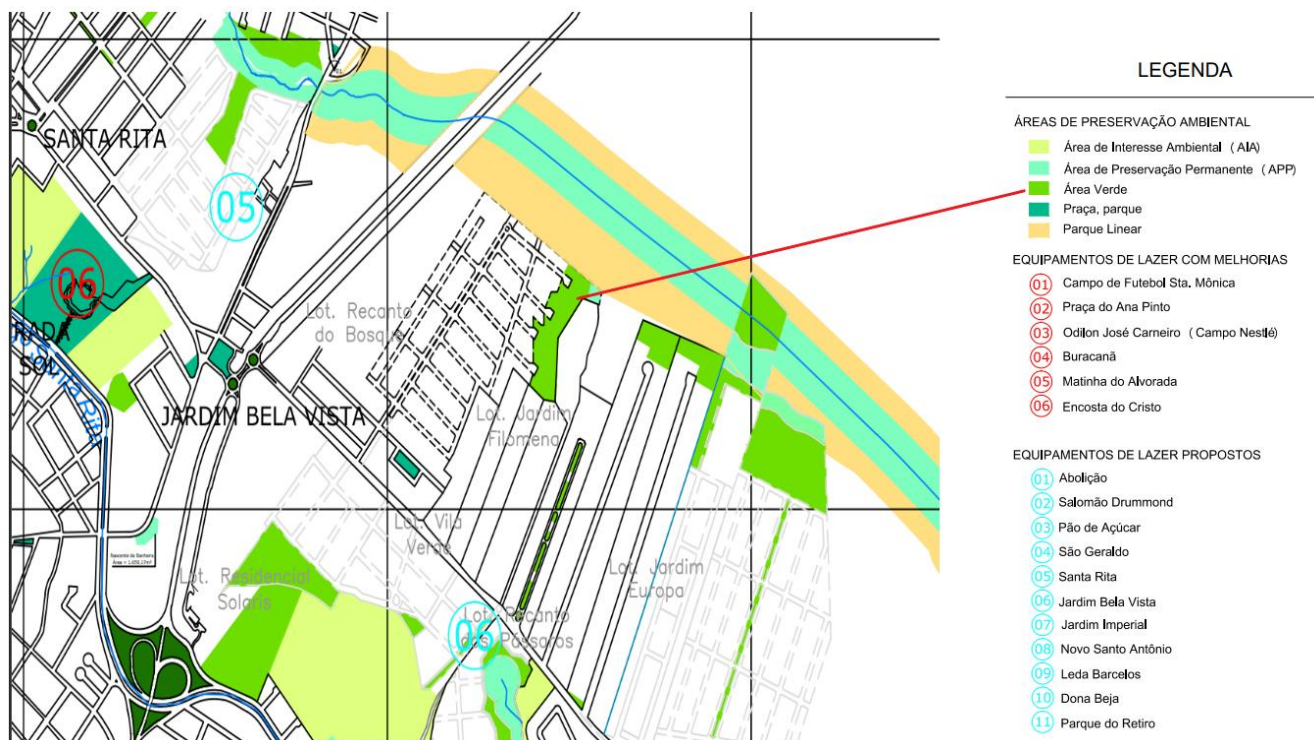 SANTA RITA
05
06
RADA
SOL
Santa Rita
Lot. Recanto
do Bosque
JARDIM BELA VISTA
Lot. Jardim
Filomena
Lot. Vila
Verde
Lot. Residencial
Solaris
Lot. Jardim
Europa
Lot. Recanto
dos Pássaros
06
LEGENDA
ÁREAS DE PRESERVAÇÃO AMBIENTAL
Área de Interesse Ambiental (AIA)
Área de Preservação Permanente (APP)
Área Verde
Praça, parque
Parque Linear
EQUIPAMENTOS DE LAZER COM MELHORIAS
01 Campo de Futebol Sta. Mônica
02 Praça do Ana Pinto
03 Odilon José Carneiro (Campo Nestlé)
04 Buracanã
05 Matinha do Alvorada
06 Encosta do Cristo
EQUIPAMENTOS DE LAZER PROPOSTOS
01 Abolição
02 Salomão Drummond
03 Pão de Açúcar
04 São Geraldo
05 Santa Rita
06 Jardim Bela Vista
07 Jardim Imperial
08 Novo Santo Antônio
09 Leda Barcelos
10 Dona Beja
11 Parque do Retiro